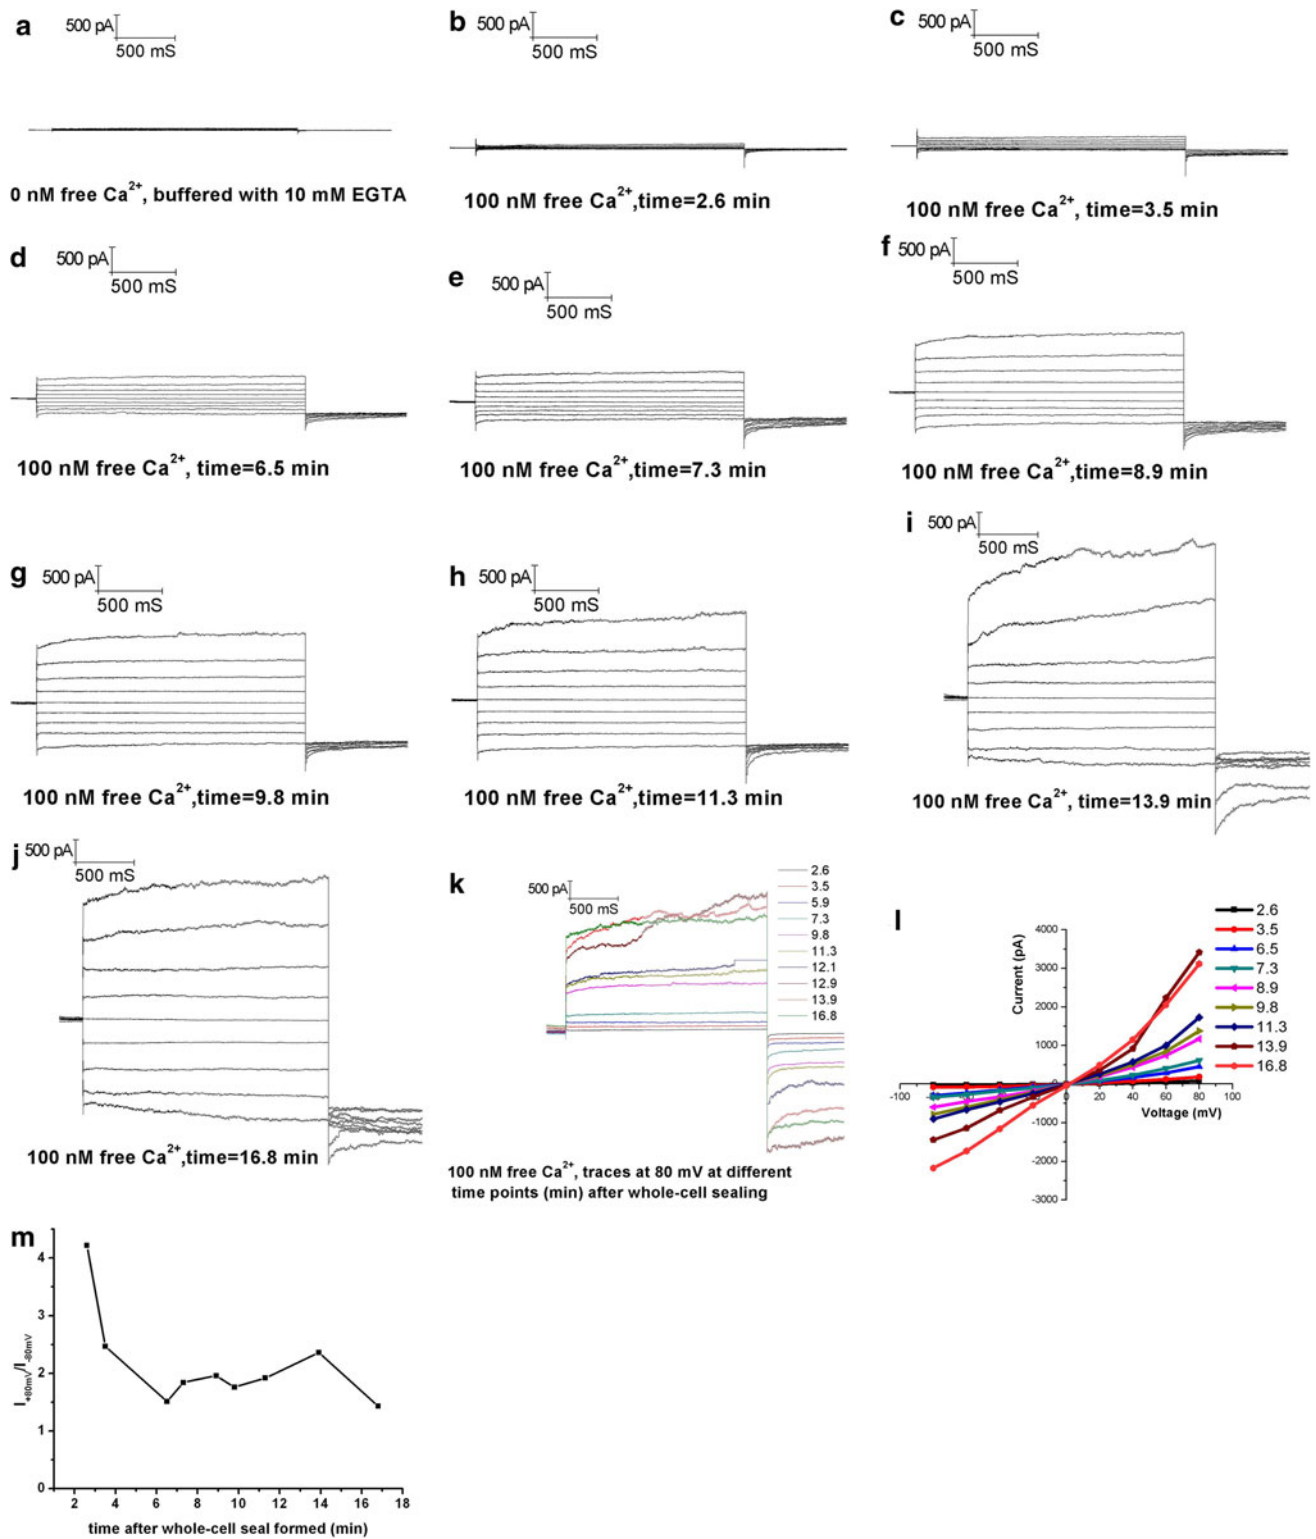 a
500 pA
500 mS
0 nM free Ca2+, buffered with 10 mM EGTA
b
500 pA
500 mS
100 nM free Ca2+,time=2.6 min
c
500 pA
500 mS
100 nM free Ca2+, time=3.5 min
d
500 pA
500 mS
100 nM free Ca2+, time=6.5 min
e
500 pA
500 mS
100 nM free Ca2+,time=7.3 min
f
500 pA
500 mS
100 nM free Ca2+,time=8.9 min
g
500 pA
500 mS
100 nM free Ca2+,time=9.8 min
h
500 pA
500 mS
100 nM free Ca2+,time=11.3 min
i
500 pA
500 mS
100 nM free Ca2+, time=13.9 min
j
500 pA
500 mS
100 nM free Ca2+,time=16.8 min
k
500 pA
500 mS
2.6
3.5
5.9
7.3
9.8
11.3
12.1
12.9
13.9
16.8
100 nM free Ca2+, traces at 80 mV at different
time points (min) after whole-cell sealing
l
2.6
3.5
6.5
7.3
8.9
9.8
11.3
13.9
16.8
Current (pA)
4000
3000
2000
1000
0
-1000
-2000
-3000
-100 -80 -60 -40 -20 0 20 40 60 80 100
Voltage (mV)
m
I+80mV/I-80mV
4
3
2
1
0
2 4 6 8 10 12 14 16 18
time after whole-cell seal formed (min)